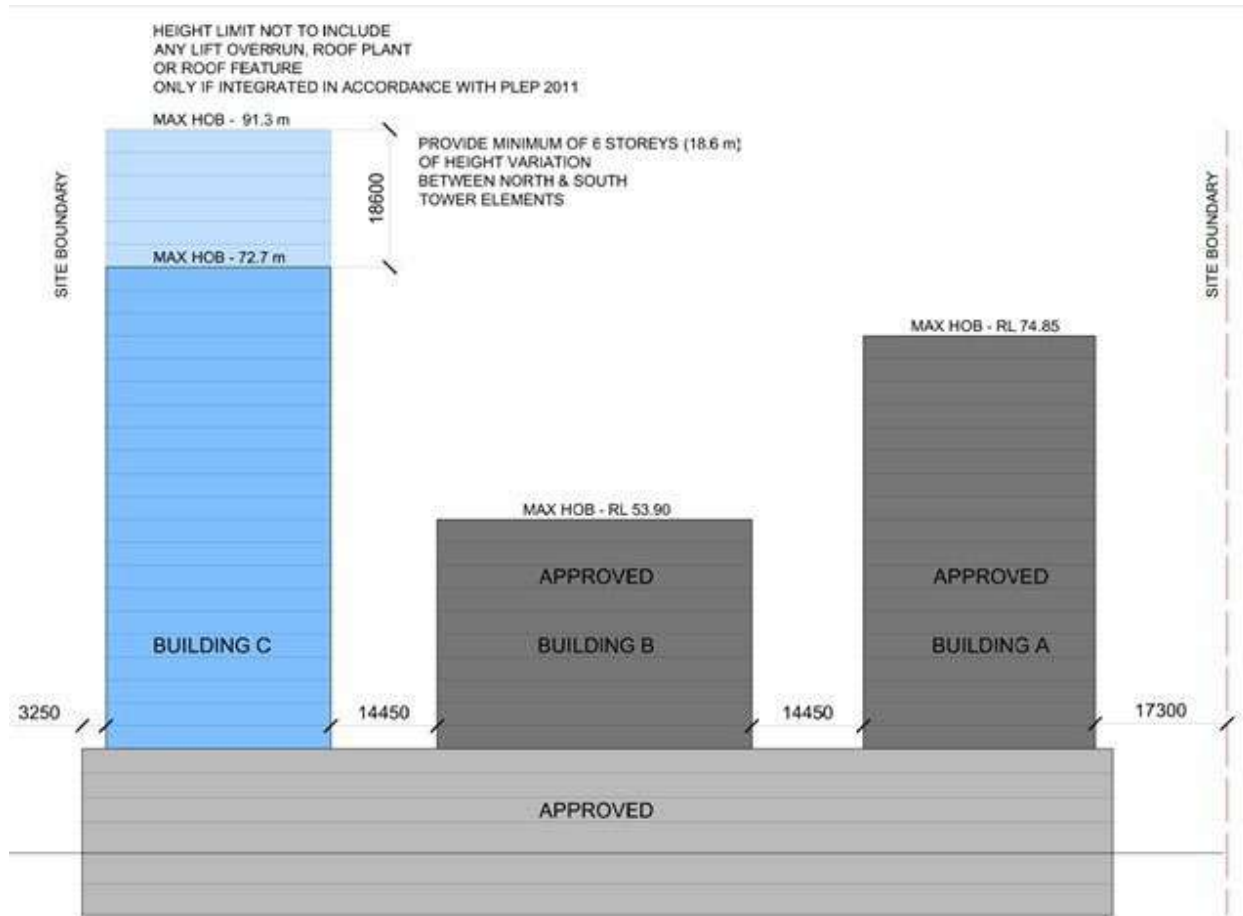 HEIGHT LIMIT NOT TO INCLUDE
ANY LIFT OVERRUN, ROOF PLANT
OR ROOF FEATURE
ONLY IF INTEGRATED IN ACCORDANCE WITH PLEP 2011
MAX HOB - 91.3 m
PROVIDE MINIMUM OF 6 STOREYS (18.6 m)
OF HEIGHT VARIATION
BETWEEN NORTH & SOUTH
TOWER ELEMENTS
18600
SITE BOUNDARY
SITE BOUNDARY
MAX HOB - 72.7 m
MAX HOB - RL 74.85
MAX HOB - RL 53.90
APPROVED
APPROVED
BUILDING C
BUILDING B
BUILDING A
3250
14450
14450
17300
APPROVED